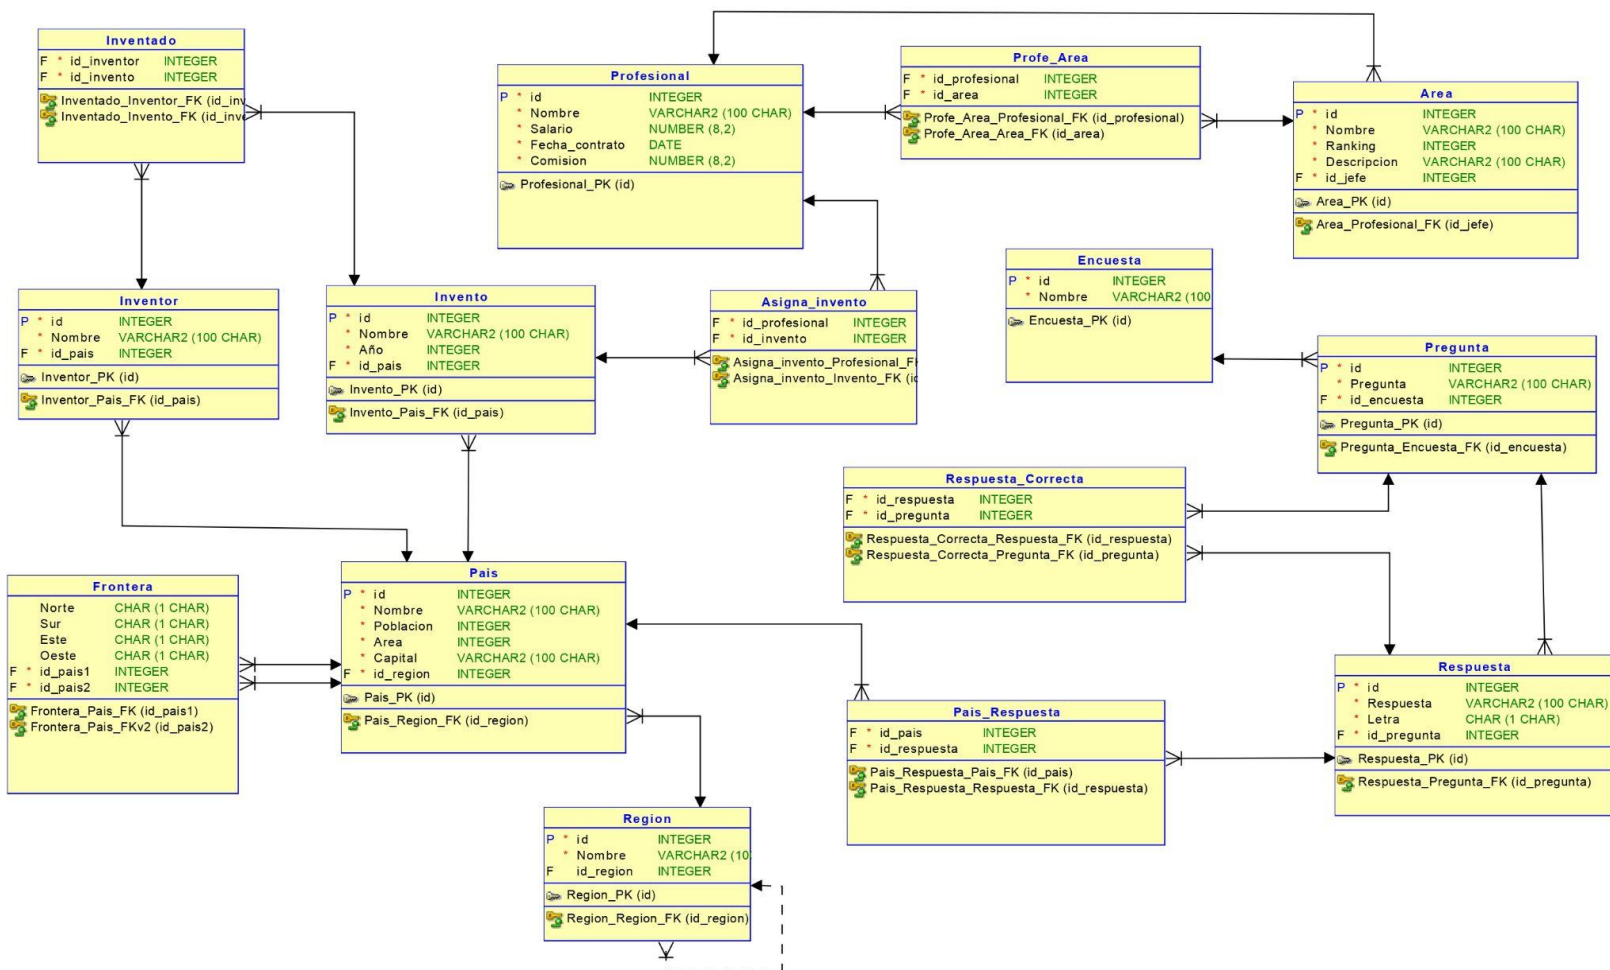 Inventado
F * id_inventor INTEGER
F * id_invento INTEGER
Inventado_Inventor_FK (id_inv
Inventado_Invento_FK (id_inve
Profesional
P * id INTEGER
* Nombre VARCHAR2 (100 CHAR)
* Salario NUMBER (8,2)
* Fecha_contrato DATE
* Comision NUMBER (8,2)
Profesional_PK (id)
Profe_Area
F * id_profesional INTEGER
F * id_area INTEGER
Profe_Area_Profesional_FK (id_profesional)
Profe_Area_Area_FK (id_area)
Area
P * id INTEGER
* Nombre VARCHAR2 (100 CHAR)
* Ranking INTEGER
* Descripcion VARCHAR2 (100 CHAR)
F * id_jefe INTEGER
Area_PK (id)
Area_Profesional_FK (id_jefe)
Inventor
P * id INTEGER
* Nombre VARCHAR2 (100 CHAR)
F * id_pais INTEGER
Inventor_PK (id)
Inventor_Pais_FK (id_pais)
Invento
P * id INTEGER
* Nombre VARCHAR2 (100 CHAR)
* Año INTEGER
F * id_pais INTEGER
Invento_PK (id)
Invento_Pais_FK (id_pais)
Asigna_invento
F * id_profesional INTEGER
F * id_invento INTEGER
Asigna_invento_Profesional_F
Asigna_invento_Invento_FK (i
Encuesta
P * id INTEGER
* Nombre VARCHAR2 (100
Encuesta_PK (id)
Pregunta
P * id INTEGER
* Pregunta VARCHAR2 (100 CHAR)
F * id_encuesta INTEGER
Pregunta_PK (id)
Pregunta_Encuesta_FK (id_encuesta)
Respuesta_Correcta
F * id_respuesta INTEGER
F * id_pregunta INTEGER
Respuesta_Correcta_Respuesta_FK (id_respuesta)
Respuesta_Correcta_Pregunta_FK (id_pregunta)
Frontera
Norte CHAR (1 CHAR)
Sur CHAR (1 CHAR)
Este CHAR (1 CHAR)
Oeste CHAR (1 CHAR)
F * id_pais1 INTEGER
F * id_pais2 INTEGER
Frontera_Pais_FK (id_pais1)
Frontera_Pais_FKv2 (id_pais2)
Pais
P * id INTEGER
* Nombre VARCHAR2 (100 CHAR)
* Poblacion INTEGER
* Area INTEGER
* Capital VARCHAR2 (100 CHAR)
F * id_region INTEGER
Pais_PK (id)
Pais_Region_FK (id_region)
Pais_Respuesta
F * id_pais INTEGER
F * id_respuesta INTEGER
Pais_Respuesta_Pais_FK (id_pais)
Pais_Respuesta_Respuesta_FK (id_respuesta)
Respuesta
P * id INTEGER
* Respuesta VARCHAR2 (100 CHAR)
* Letra CHAR (1 CHAR)
F * id_pregunta INTEGER
Respuesta_PK (id)
Respuesta_Pregunta_FK (id_pregunta)
Region
P * id INTEGER
* Nombre VARCHAR2 (10
F id_region INTEGER
Region_PK (id)
Region_Region_FK (id_region)